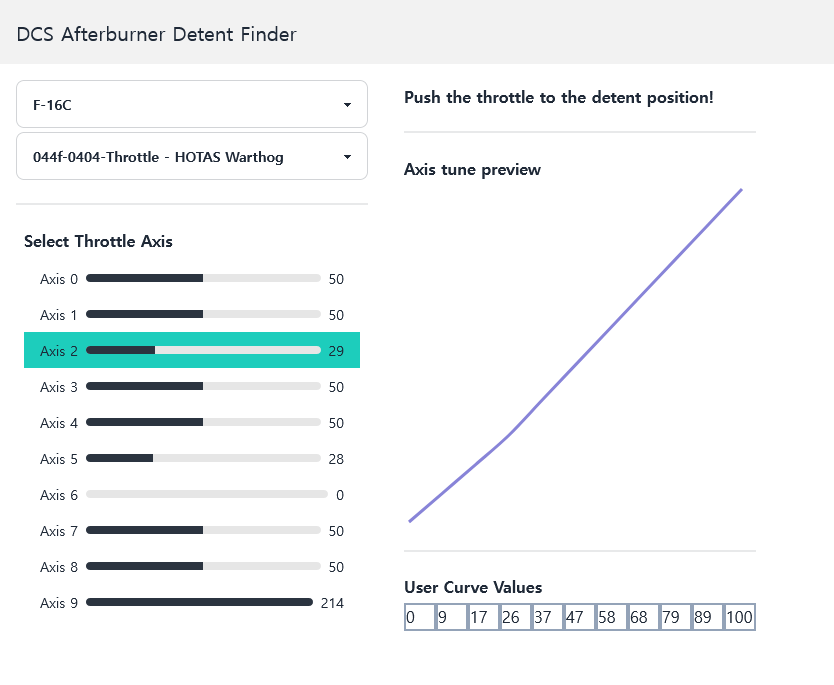 DCS Afterburner Detent Finder
F-16C
044f-0404-Throttle - HOTAS Warthog
Select Throttle Axis
Axis 0 50
Axis 1 50
Axis 2 29
Axis 3 50
Axis 4 50
Axis 5 28
Axis 6 0
Axis 7 50
Axis 8 50
Axis 9 214
Push the throttle to the detent position!
Axis tune preview
User Curve Values
0 9 17 26 37 47 58 68 79 89 100